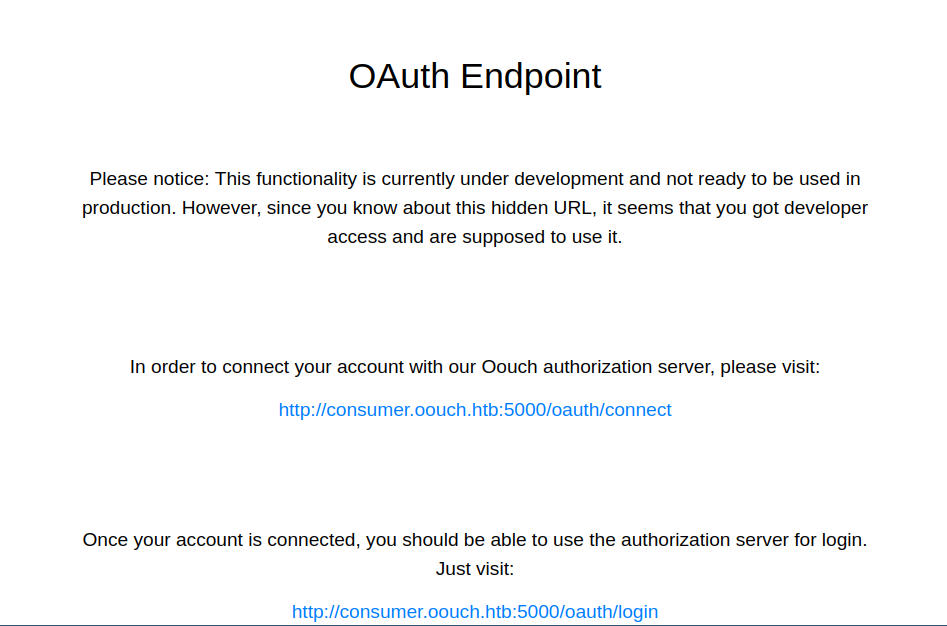 OAuth Endpoint
Please notice: This functionality is currently under development and not ready to be used in
production. However, since you know about this hidden URL, it seems that you got developer
access and are supposed to use it.
In order to connect your account with our Oouch authorization server, please visit:
http://consumer.oouch.htb:5000/oauth/connect
Once your account is connected, you should be able to use the authorization server for login.
Just visit:
http://consumer.oouch.htb:5000/oauth/login